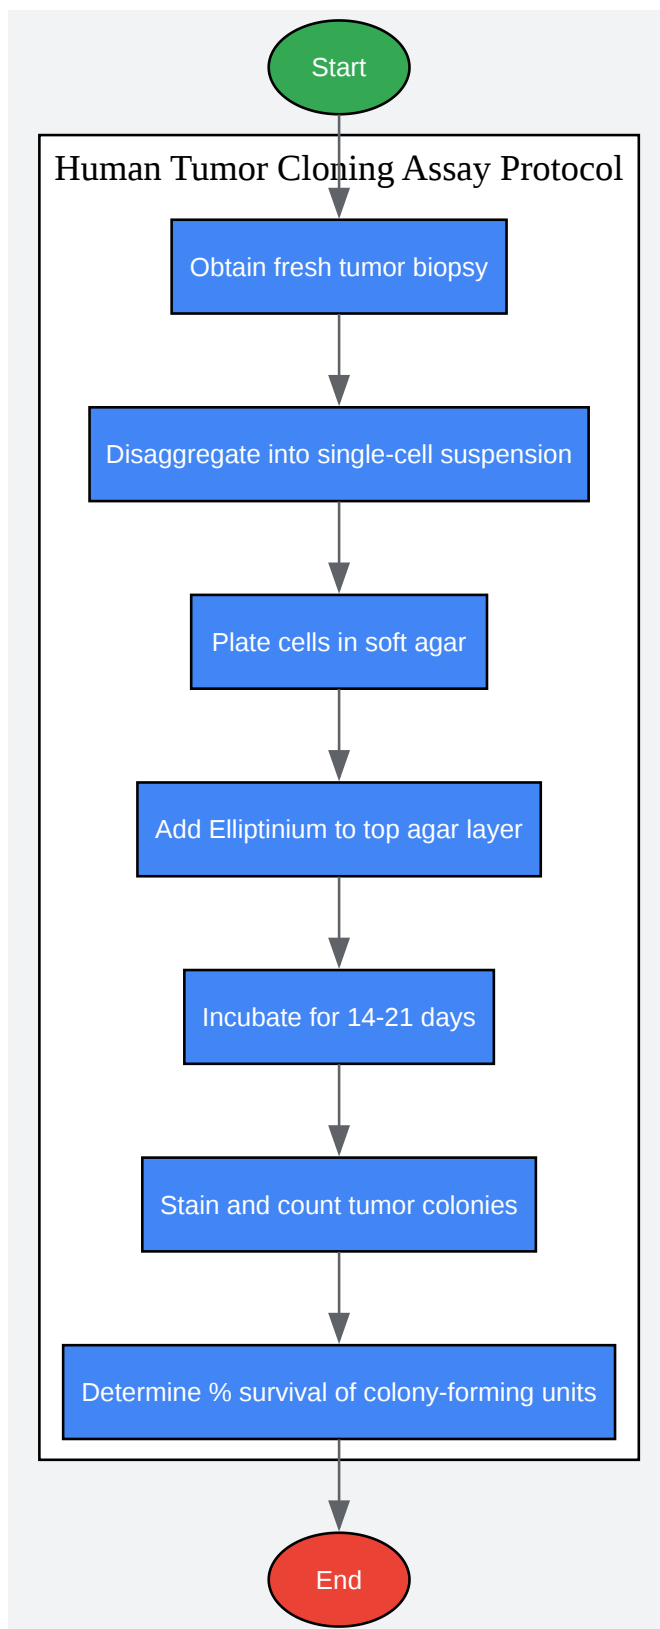 Start
Human Tumor Cloning Assay Protocol
Obtain fresh tumor biopsy
Disaggregate into single-cell suspension
Plate cells in soft agar
Add Elliptinium to top agar layer
Incubate for 14-21 days
Stain and count tumor colonies
Determine % survival of colony-forming units
End